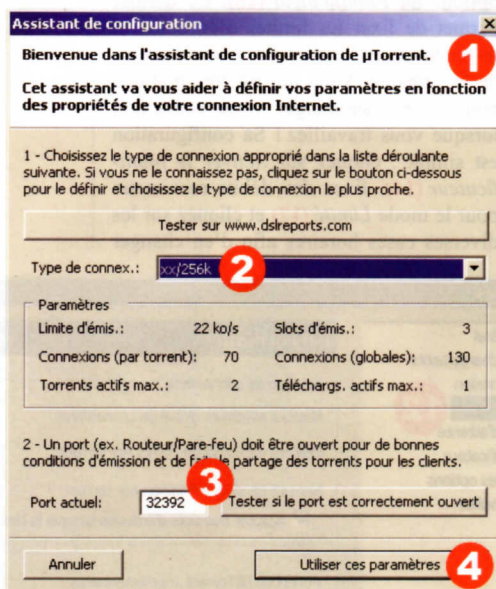 Assistant de configuration
Bienvenue dans l'assistant de configuration de µTorrent.
1
Cet assistant va vous aider à définir vos paramètres en fonction
des propriétés de votre connexion Internet.
1 - Choisissez le type de connexion approprié dans la liste déroulante
suivante. Si vous ne le connaissez pas, cliquez sur le bouton ci-dessous
pour le définir et choisissez le type de connexion le plus proche.
Tester sur www.dslreports.com
Type de connex.: xx/256k
2
Paramètres
Limite d'émis.: 22 ko/s Slots d'émis.: 3
Connexions (par torrent): 70 Connexions (globales): 130
Torrents actifs max.: 2 Téléchargs. actifs max.: 1
2 - Un port (ex. Routeur/Pare-feu) doit être ouvert pour de bonnes
conditions d'émission et de le partage des torrents pour les clients.
3
Port actuel: 32392 Tester si le port est correctement ouvert
Annuler Utiliser ces paramètres
4